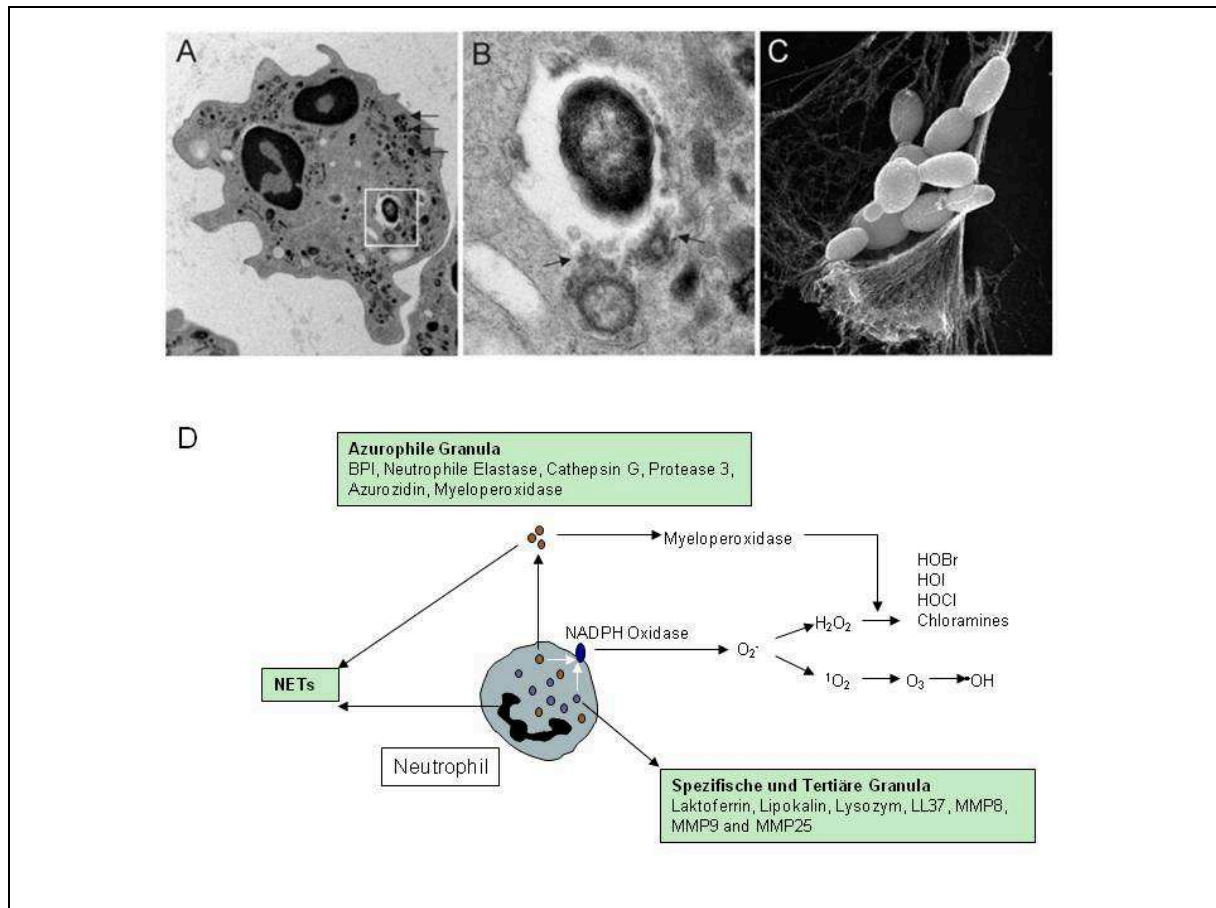 A
B
C
D
Azurophile Granula
BPI, Neutrophile Elastase, Cathepsin G, Protease 3,
Azurozidin, Myeloperoxidase
Myeloperoxidase
HOBr
HOI
HOCl
Chloramines
NADPH Oxidase
O₂·
H₂O₂
¹O₂
O₃
•OH
NETs
Neutrophil
Spezifische und Tertiäre Granula
Laktoferrin, Lipokalin, Lysozym, LL37, MMP8,
MMP9 and MMP25